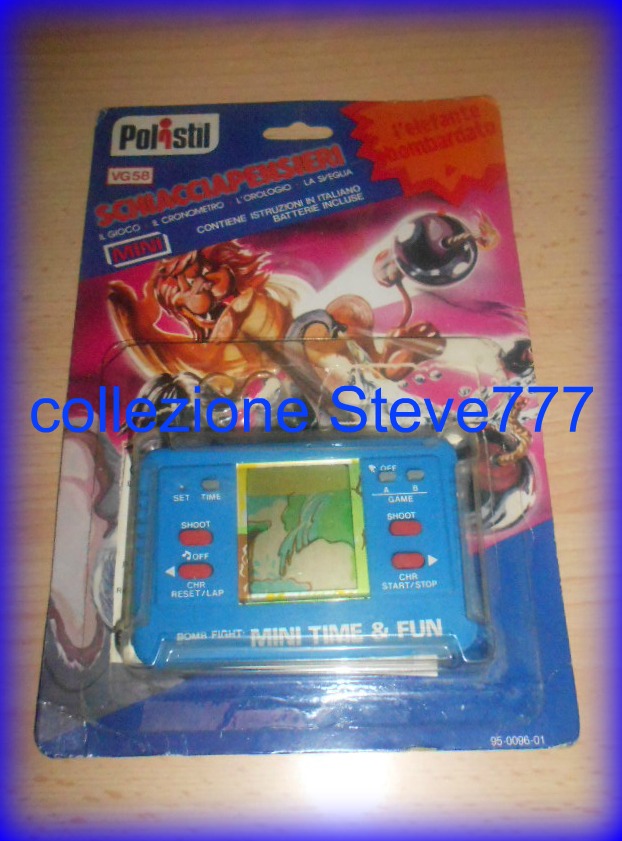 Polistil
l'elefante
bombardato
VG58
SCHIACCIAPENSIERI
IL GIOCO · IL CRONOMETRO · L'OROLOGIO · LA SVEGLIA
MINI
CONTIENE ISTRUZIONI IN ITALIANO
BATTERIE INCLUSE
collezione Steve777
OFF
SET TIME
A B
GAME
SHOOT
SHOOT
OFF
CHR
RESET/LAP
CHR
START/STOP
BOMB FIGHT: MINI TIME & FUN
95-0096-01